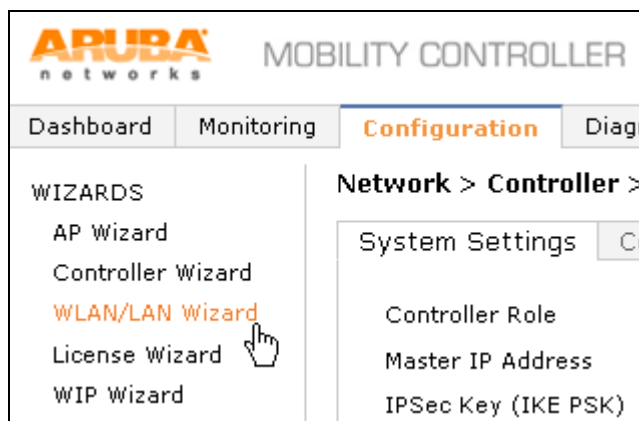 ARUBA
networks
MOBILITY CONTROLLER
Dashboard Monitoring Configuration
Network > Controller >
WIZARDS
AP Wizard
Controller Wizard
WLAN/LAN Wizard
License Wizard
WIP Wizard
System Settings
Controller Role
Master IP Address
IPSec Key (IKE PSK)